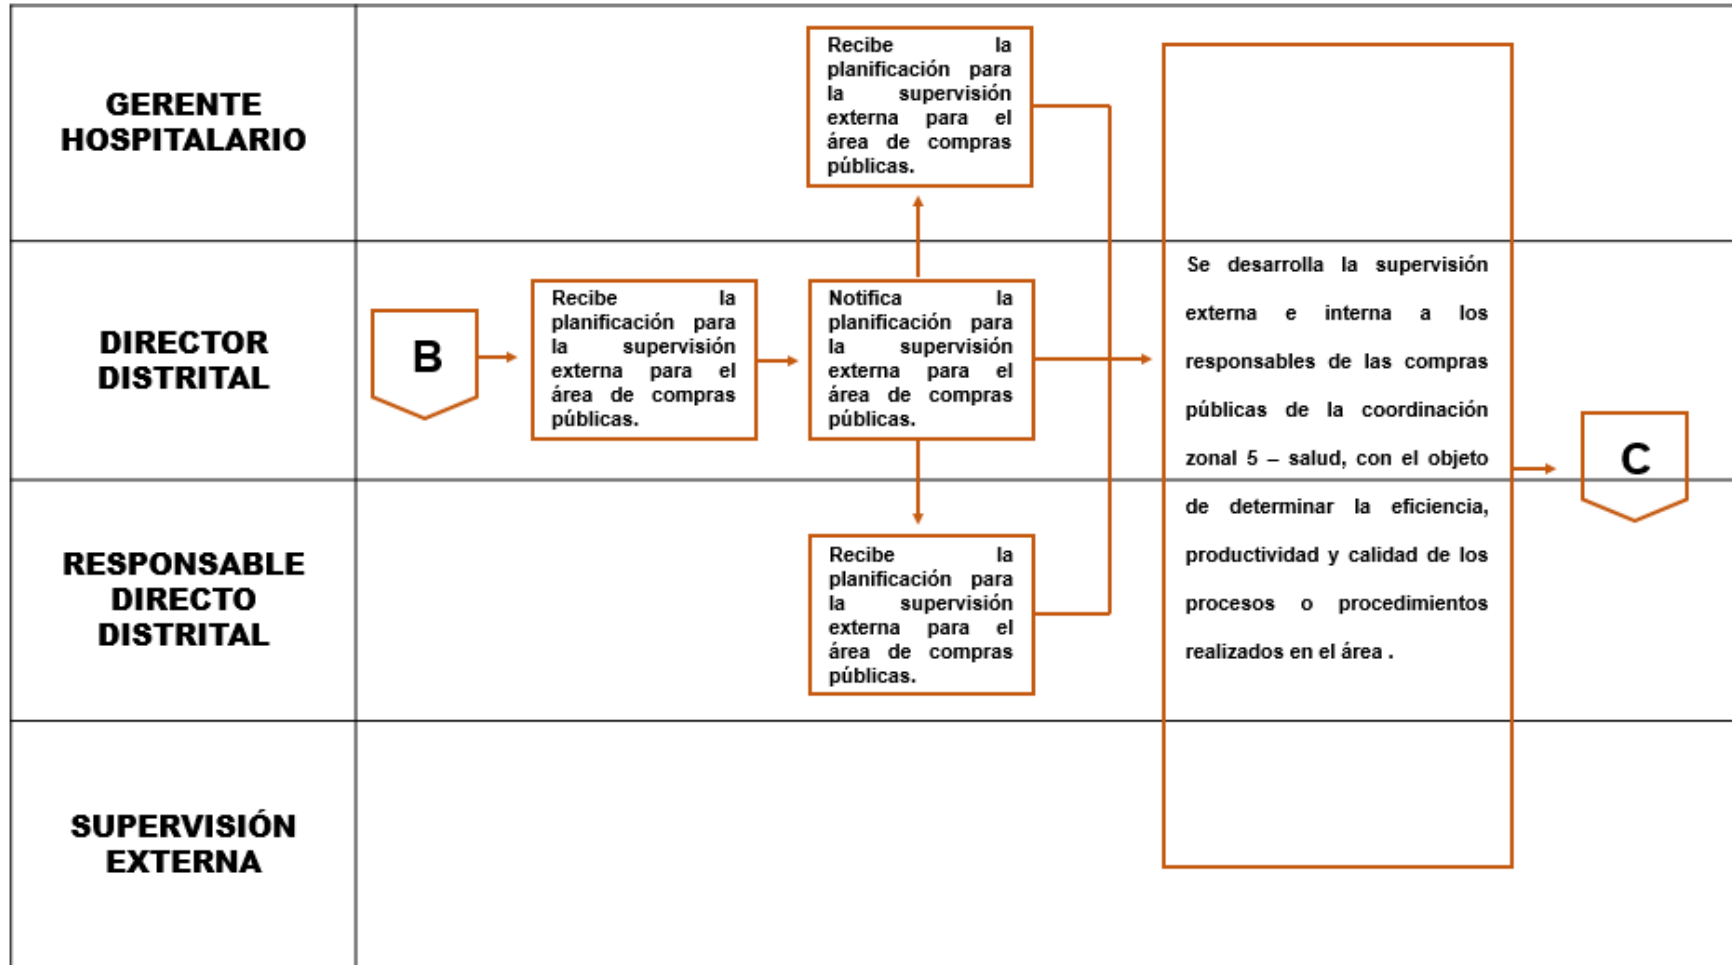 GERENTE
HOSPITALARIO
Recibe la
planificación para
la supervisión
externa para el
área de compras
públicas.
DIRECTOR
DISTRITAL
B
Recibe la
planificación para
la supervisión
externa para el
área de compras
públicas.
Notifica la
planificación para
la supervisión
externa para el
área de compras
públicas.
Se desarrolla la supervisión
externa e interna a los
responsables de las compras
públicas de la coordinación
zonal 5 – salud, con el objeto
de determinar la eficiencia,
productividad y calidad de los
procesos o procedimientos
realizados en el área .
C
RESPONSABLE
DIRECTO
DISTRITAL
Recibe la
planificación para
la supervisión
externa para el
área de compras
públicas.
SUPERVISIÓN
EXTERNA